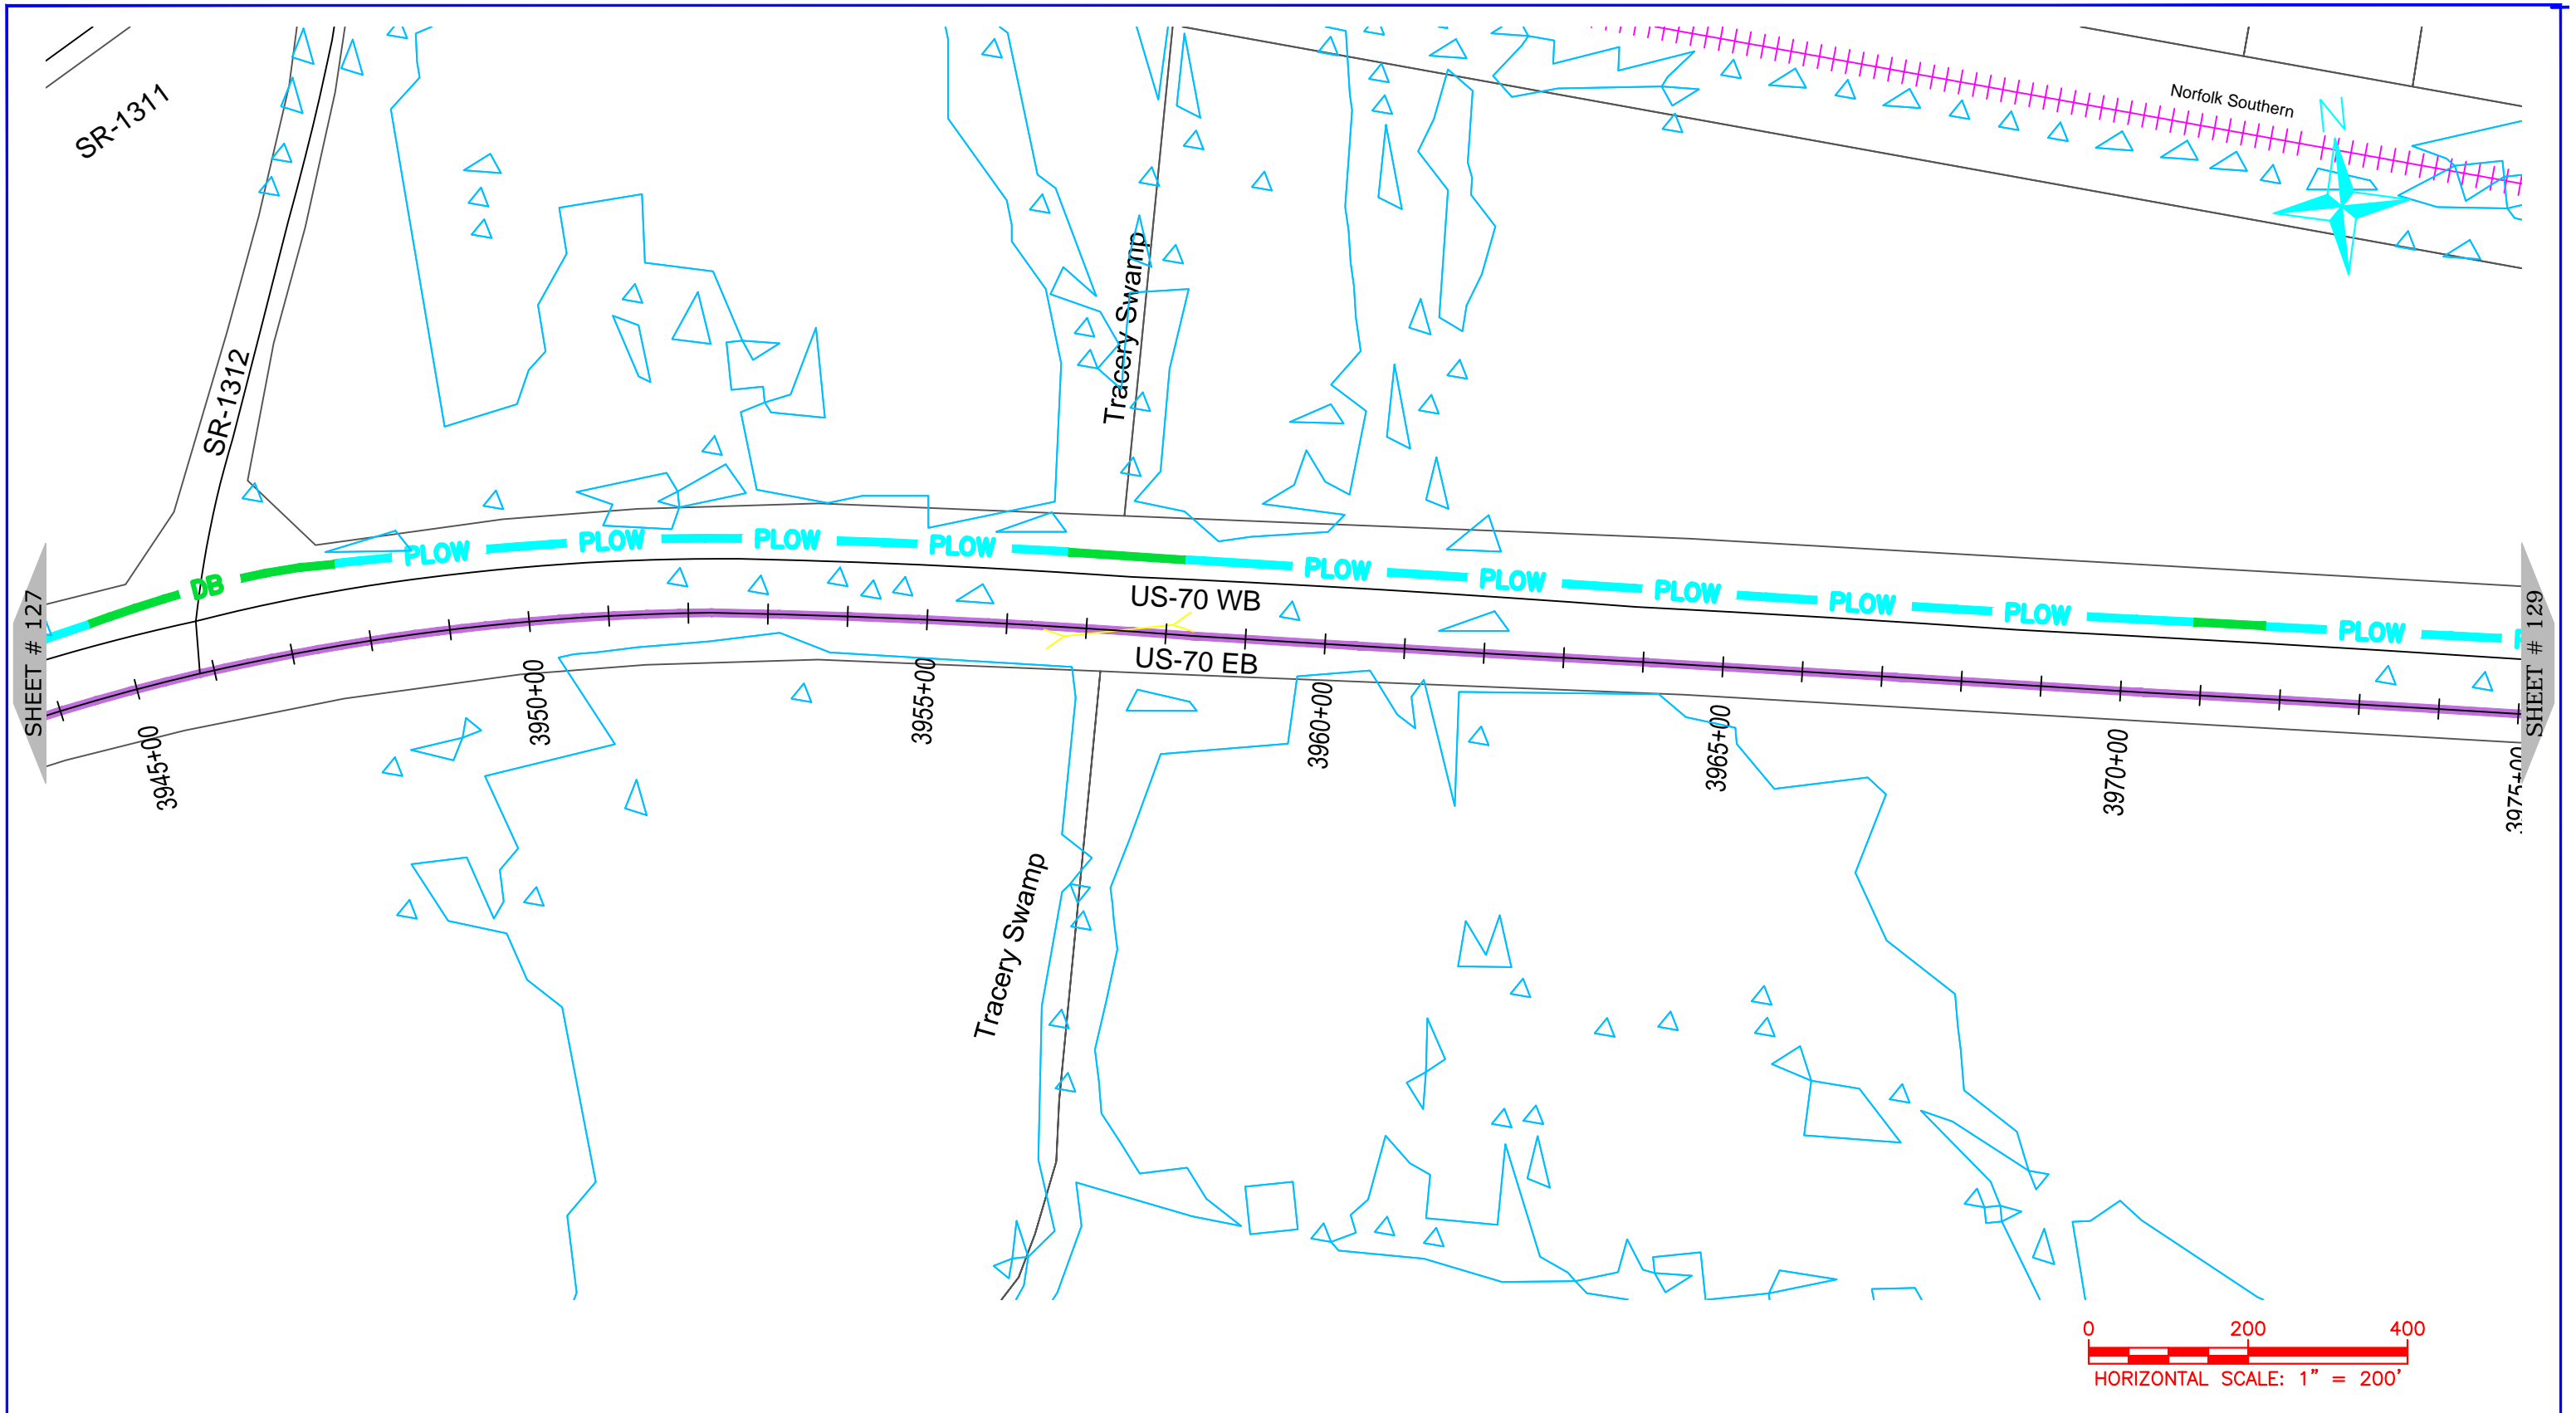 SR-1311
Norfolk Southern
N
SR-1312
Tracery Swamp
DB
PLOW PLOW PLOW PLOW PLOW PLOW PLOW PLOW PLOW PLOW
US-70 WB
US-70 EB
SHEET # 127
SHEET # 129
3945+00
3950+00
3955+00
3960+00
3965+00
3970+00
3975+00
Tracery Swamp
0 200 400
HORIZONTAL SCALE: 1" = 200'